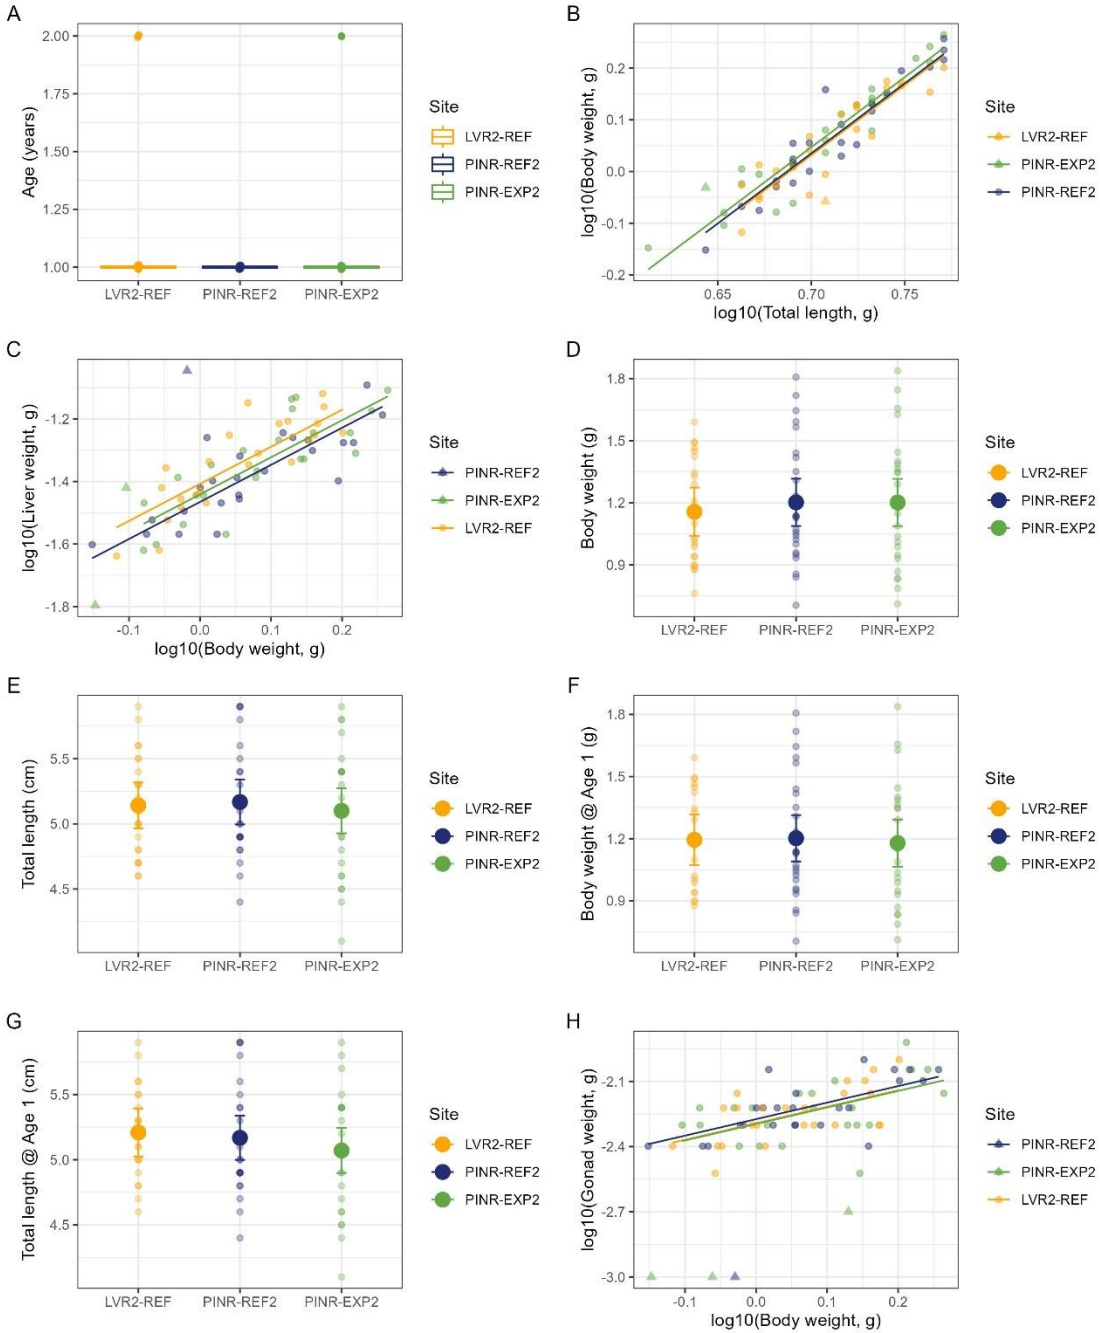 A
Age (years)
2.00
1.75
1.50
1.25
1.00
LVR2-REF PINR-REF2 PINR-EXP2
Site
LVR2-REF
PINR-REF2
PINR-EXP2
B
log10(Body weight, g)
0.2
0.1
0.0
-0.1
-0.2
0.65 0.70 0.75
log10(Total length, g)
Site
LVR2-REF
PINR-EXP2
PINR-REF2
C
log10(Liver weight, g)
-1.2
-1.4
-1.6
-1.8
-0.1 0.0 0.1 0.2
log10(Body weight, g)
Site
PINR-REF2
PINR-EXP2
LVR2-REF
D
Body weight (g)
1.8
1.5
1.2
0.9
LVR2-REF PINR-REF2 PINR-EXP2
Site
LVR2-REF
PINR-REF2
PINR-EXP2
E
Total length (cm)
5.5
5.0
4.5
LVR2-REF PINR-REF2 PINR-EXP2
Site
LVR2-REF
PINR-REF2
PINR-EXP2
F
Body weight @ Age 1 (g)
1.8
1.5
1.2
0.9
LVR2-REF PINR-REF2 PINR-EXP2
Site
LVR2-REF
PINR-REF2
PINR-EXP2
G
Total length @ Age 1 (cm)
5.5
5.0
4.5
LVR2-REF PINR-REF2 PINR-EXP2
Site
LVR2-REF
PINR-REF2
PINR-EXP2
H
log10(Gonad weight, g)
-2.1
-2.4
-2.7
-3.0
-0.1 0.0 0.1 0.2
log10(Body weight, g)
Site
PINR-REF2
PINR-EXP2
LVR2-REF